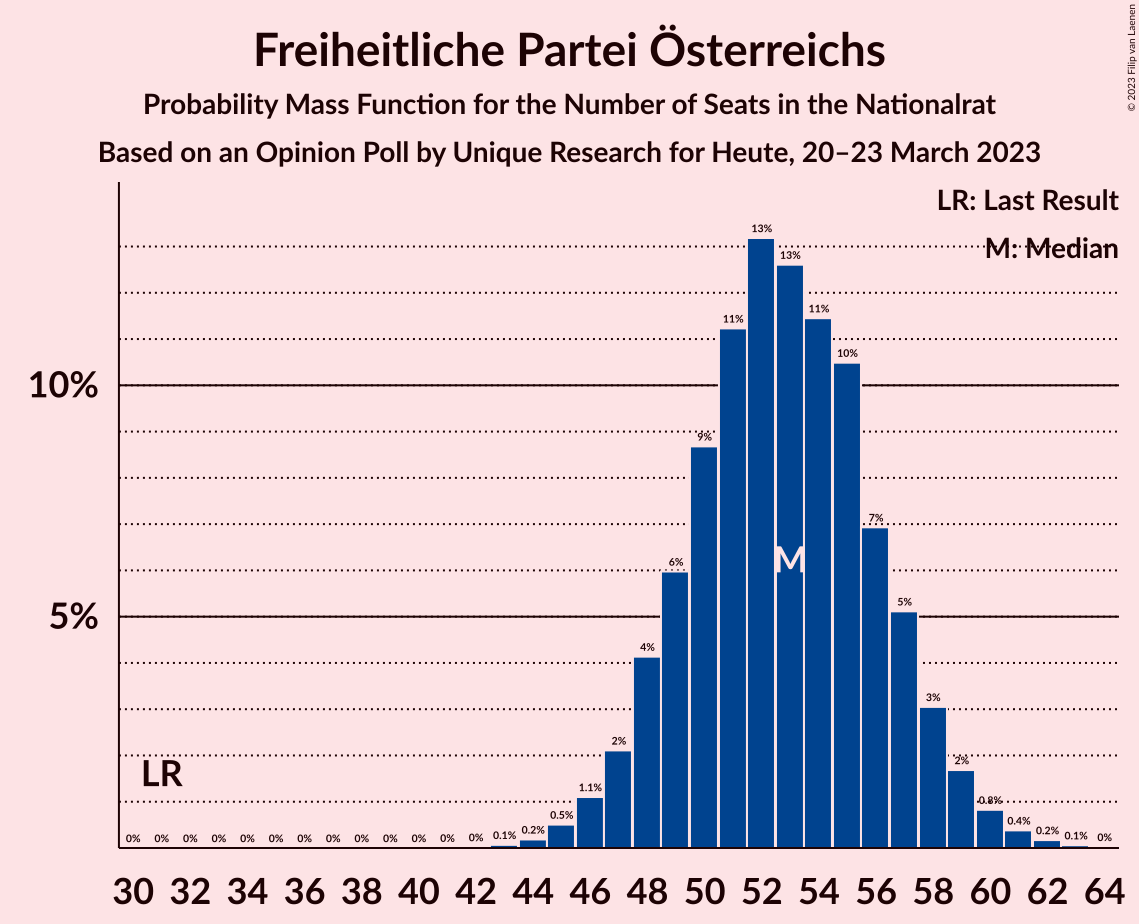 Freiheitliche Partei Österreichs
Probability Mass Function for the Number of Seats in the Nationalrat
Based on an Opinion Poll by Unique Research for Heute, 20–23 March 2023
© 2023 Filip van Laenen
LR: Last Result
M: Median
13%
13%
11%
11%
10%
10%
9%
7%
6%
M
5%
5%
4%
3%
2%
2%
LR
1.1%
0.8%
0.5%
0.4%
0% 0% 0% 0% 0% 0% 0% 0% 0% 0% 0% 0% 0% 0.1% 0.2% 0.2% 0.1% 0%
30 32 34 36 38 40 42 44 46 48 50 52 54 56 58 60 62 64